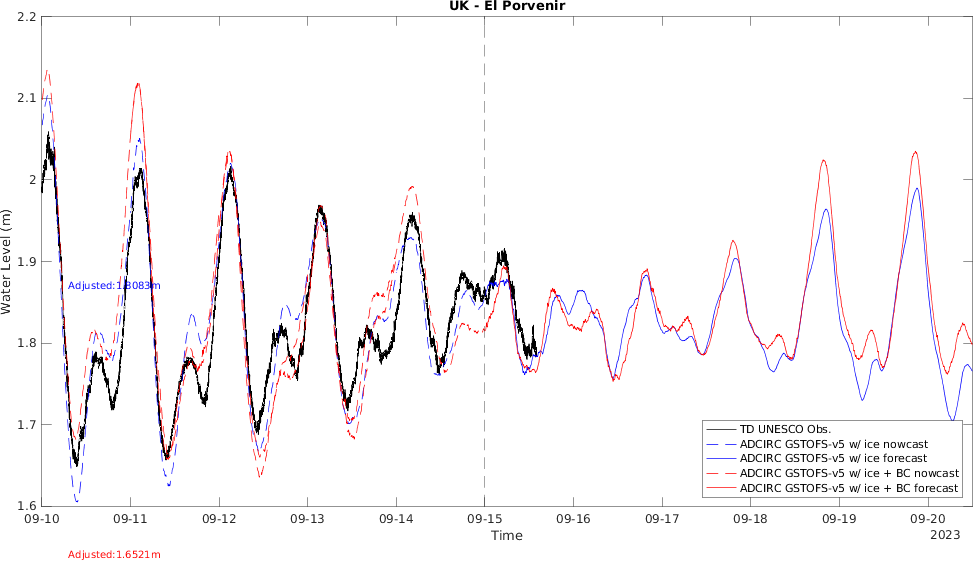 UK - El Porvenir
2.2
2.1
2
1.9
1.8
1.7
1.6
Water Level (m)
Adjusted:1.8083m
TD UNESCO Obs.
ADCIRC GSTOFS-v5 w/ ice nowcast
ADCIRC GSTOFS-v5 w/ ice forecast
ADCIRC GSTOFS-v5 w/ ice + BC nowcast
ADCIRC GSTOFS-v5 w/ ice + BC forecast
09-10 09-11 09-12 09-13 09-14 09-15 09-16 09-17 09-18 09-19 09-20
Time
2023
Adjusted:1.6521m